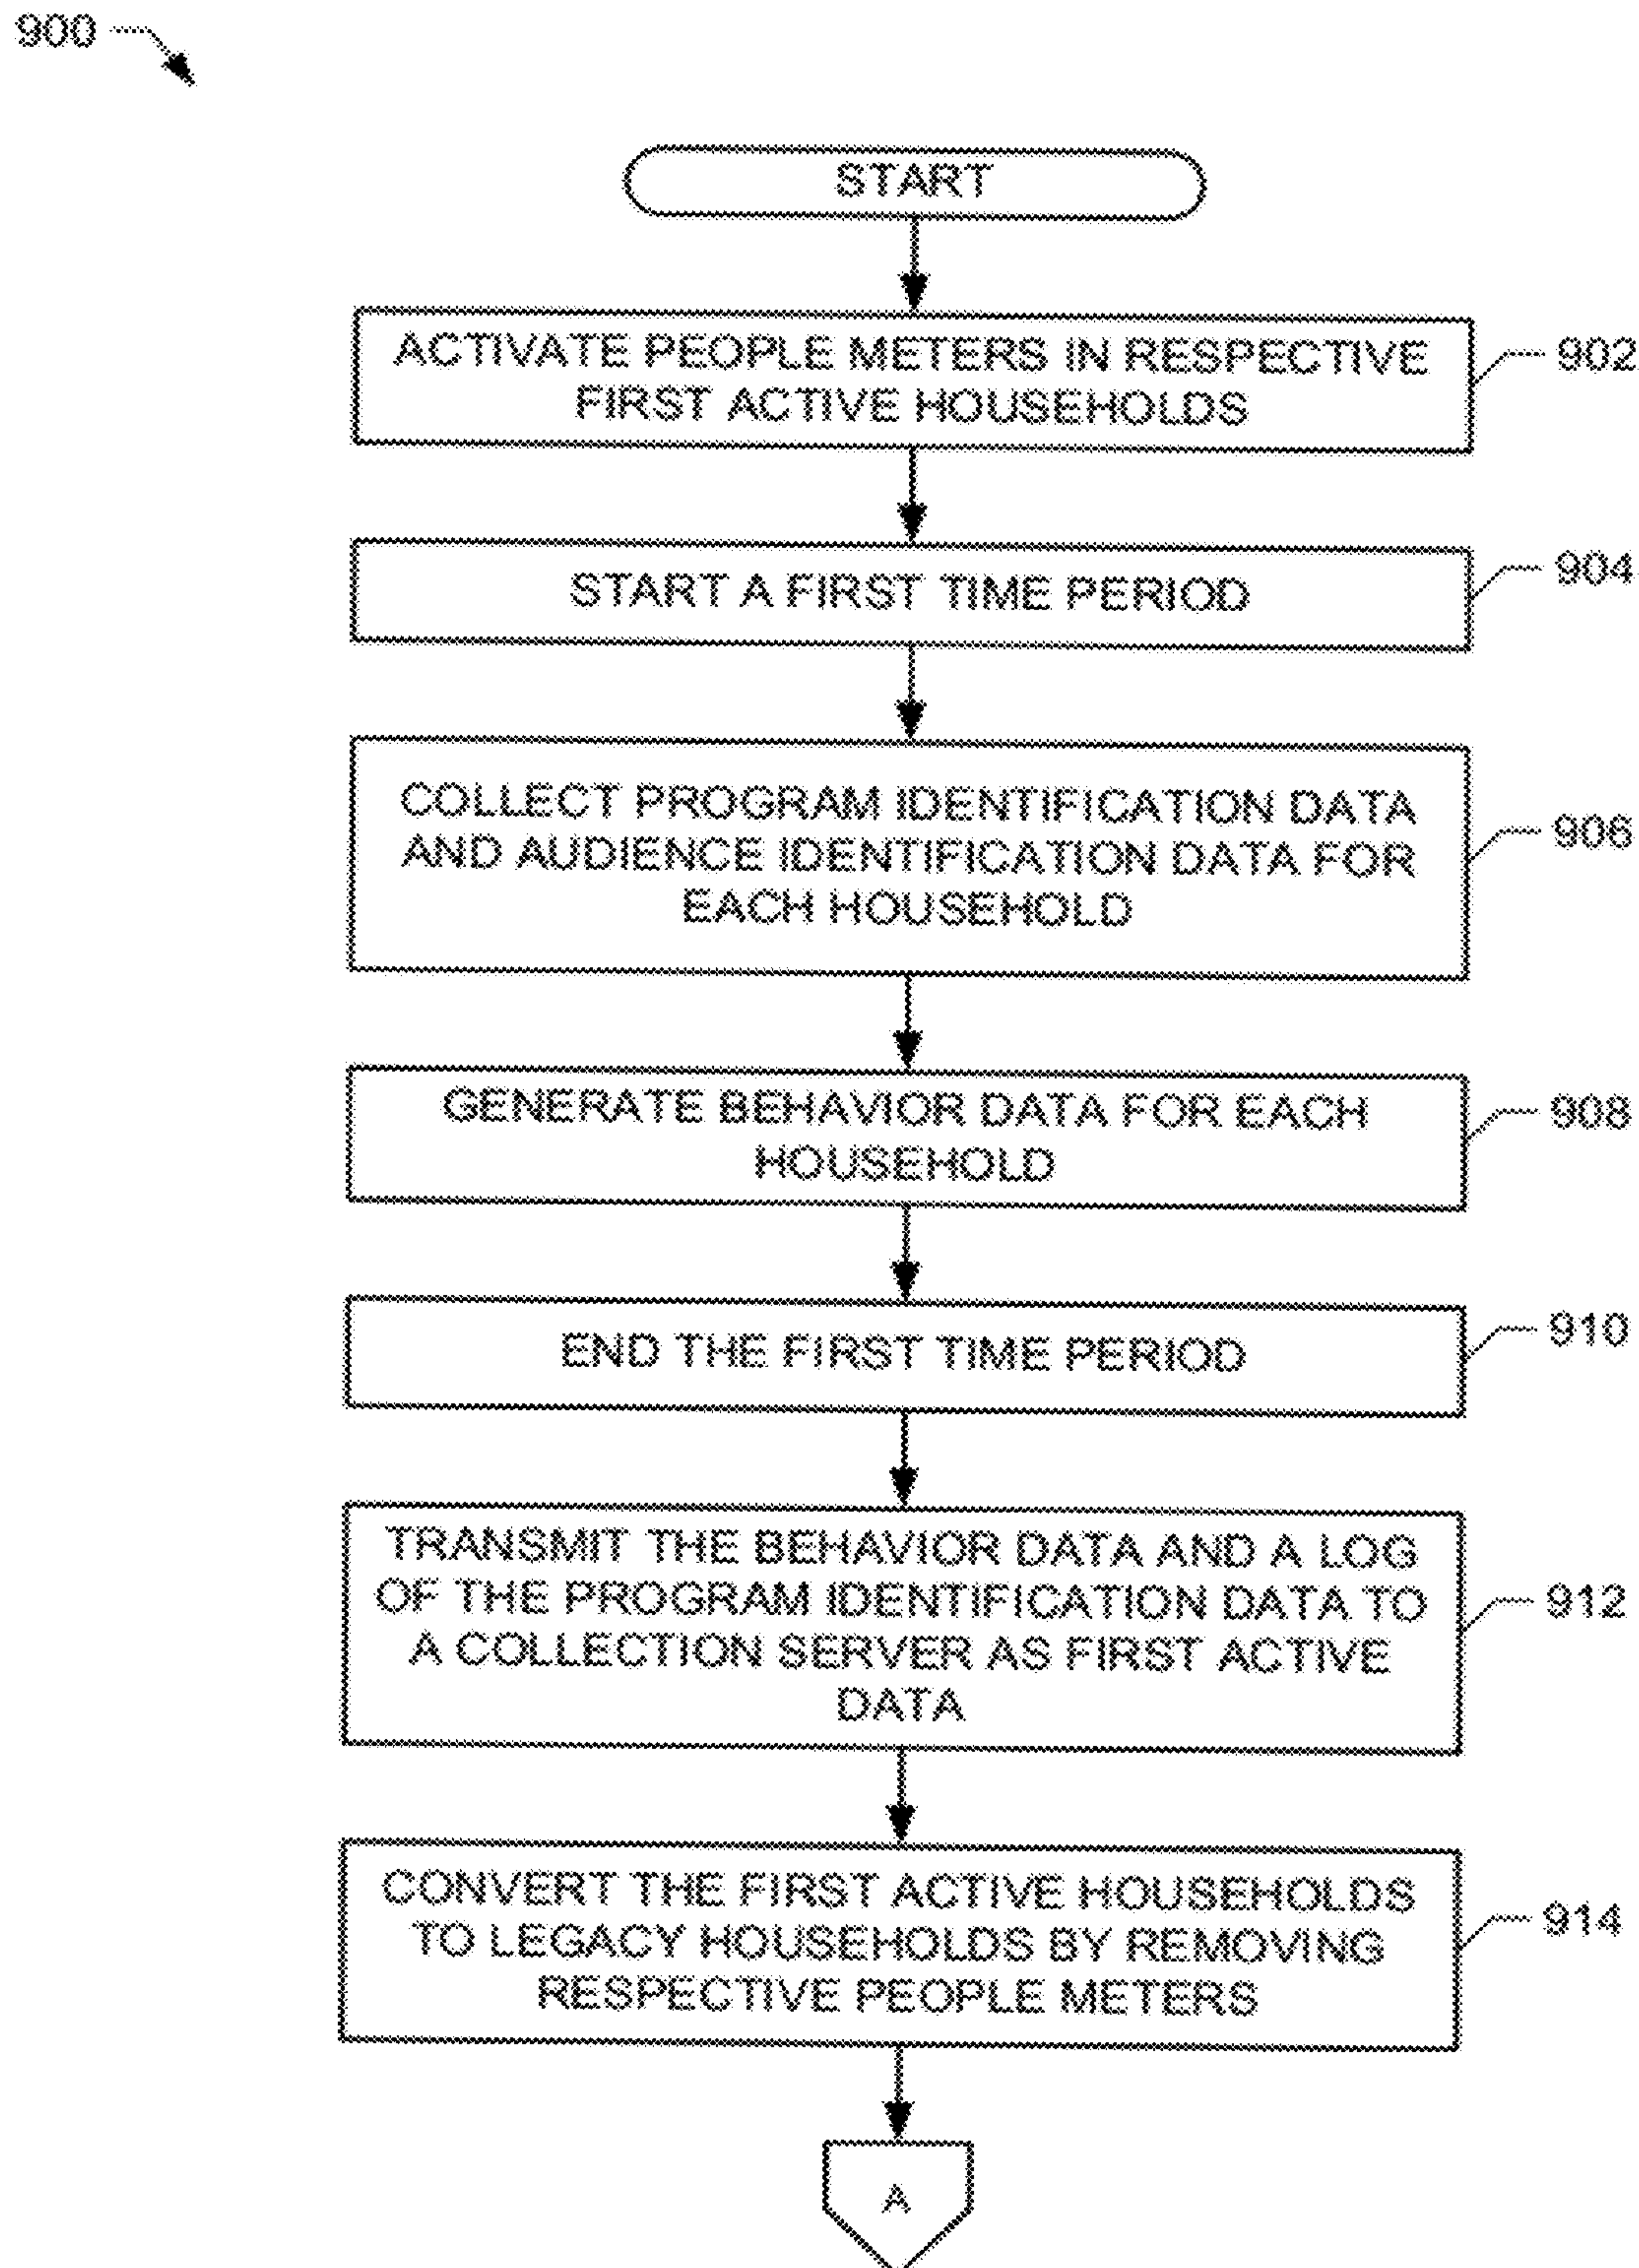 900
START
ACTIVATE PEOPLE METERS IN RESPECTIVE
FIRST ACTIVE HOUSEHOLDS
902
START A FIRST TIME PERIOD
904
COLLECT PROGRAM IDENTIFICATION DATA
AND AUDIENCE IDENTIFICATION DATA FOR
EACH HOUSEHOLD
906
GENERATE BEHAVIOR DATA FOR EACH
HOUSEHOLD
908
END THE FIRST TIME PERIOD
910
TRANSMIT THE BEHAVIOR DATA AND A LOG
OF THE PROGRAM IDENTIFICATION DATA TO
A COLLECTION SERVER AS FIRST ACTIVE
DATA
912
CONVERT THE FIRST ACTIVE HOUSEHOLDS
TO LEGACY HOUSEHOLDS BY REMOVING
RESPECTIVE PEOPLE METERS
914
A